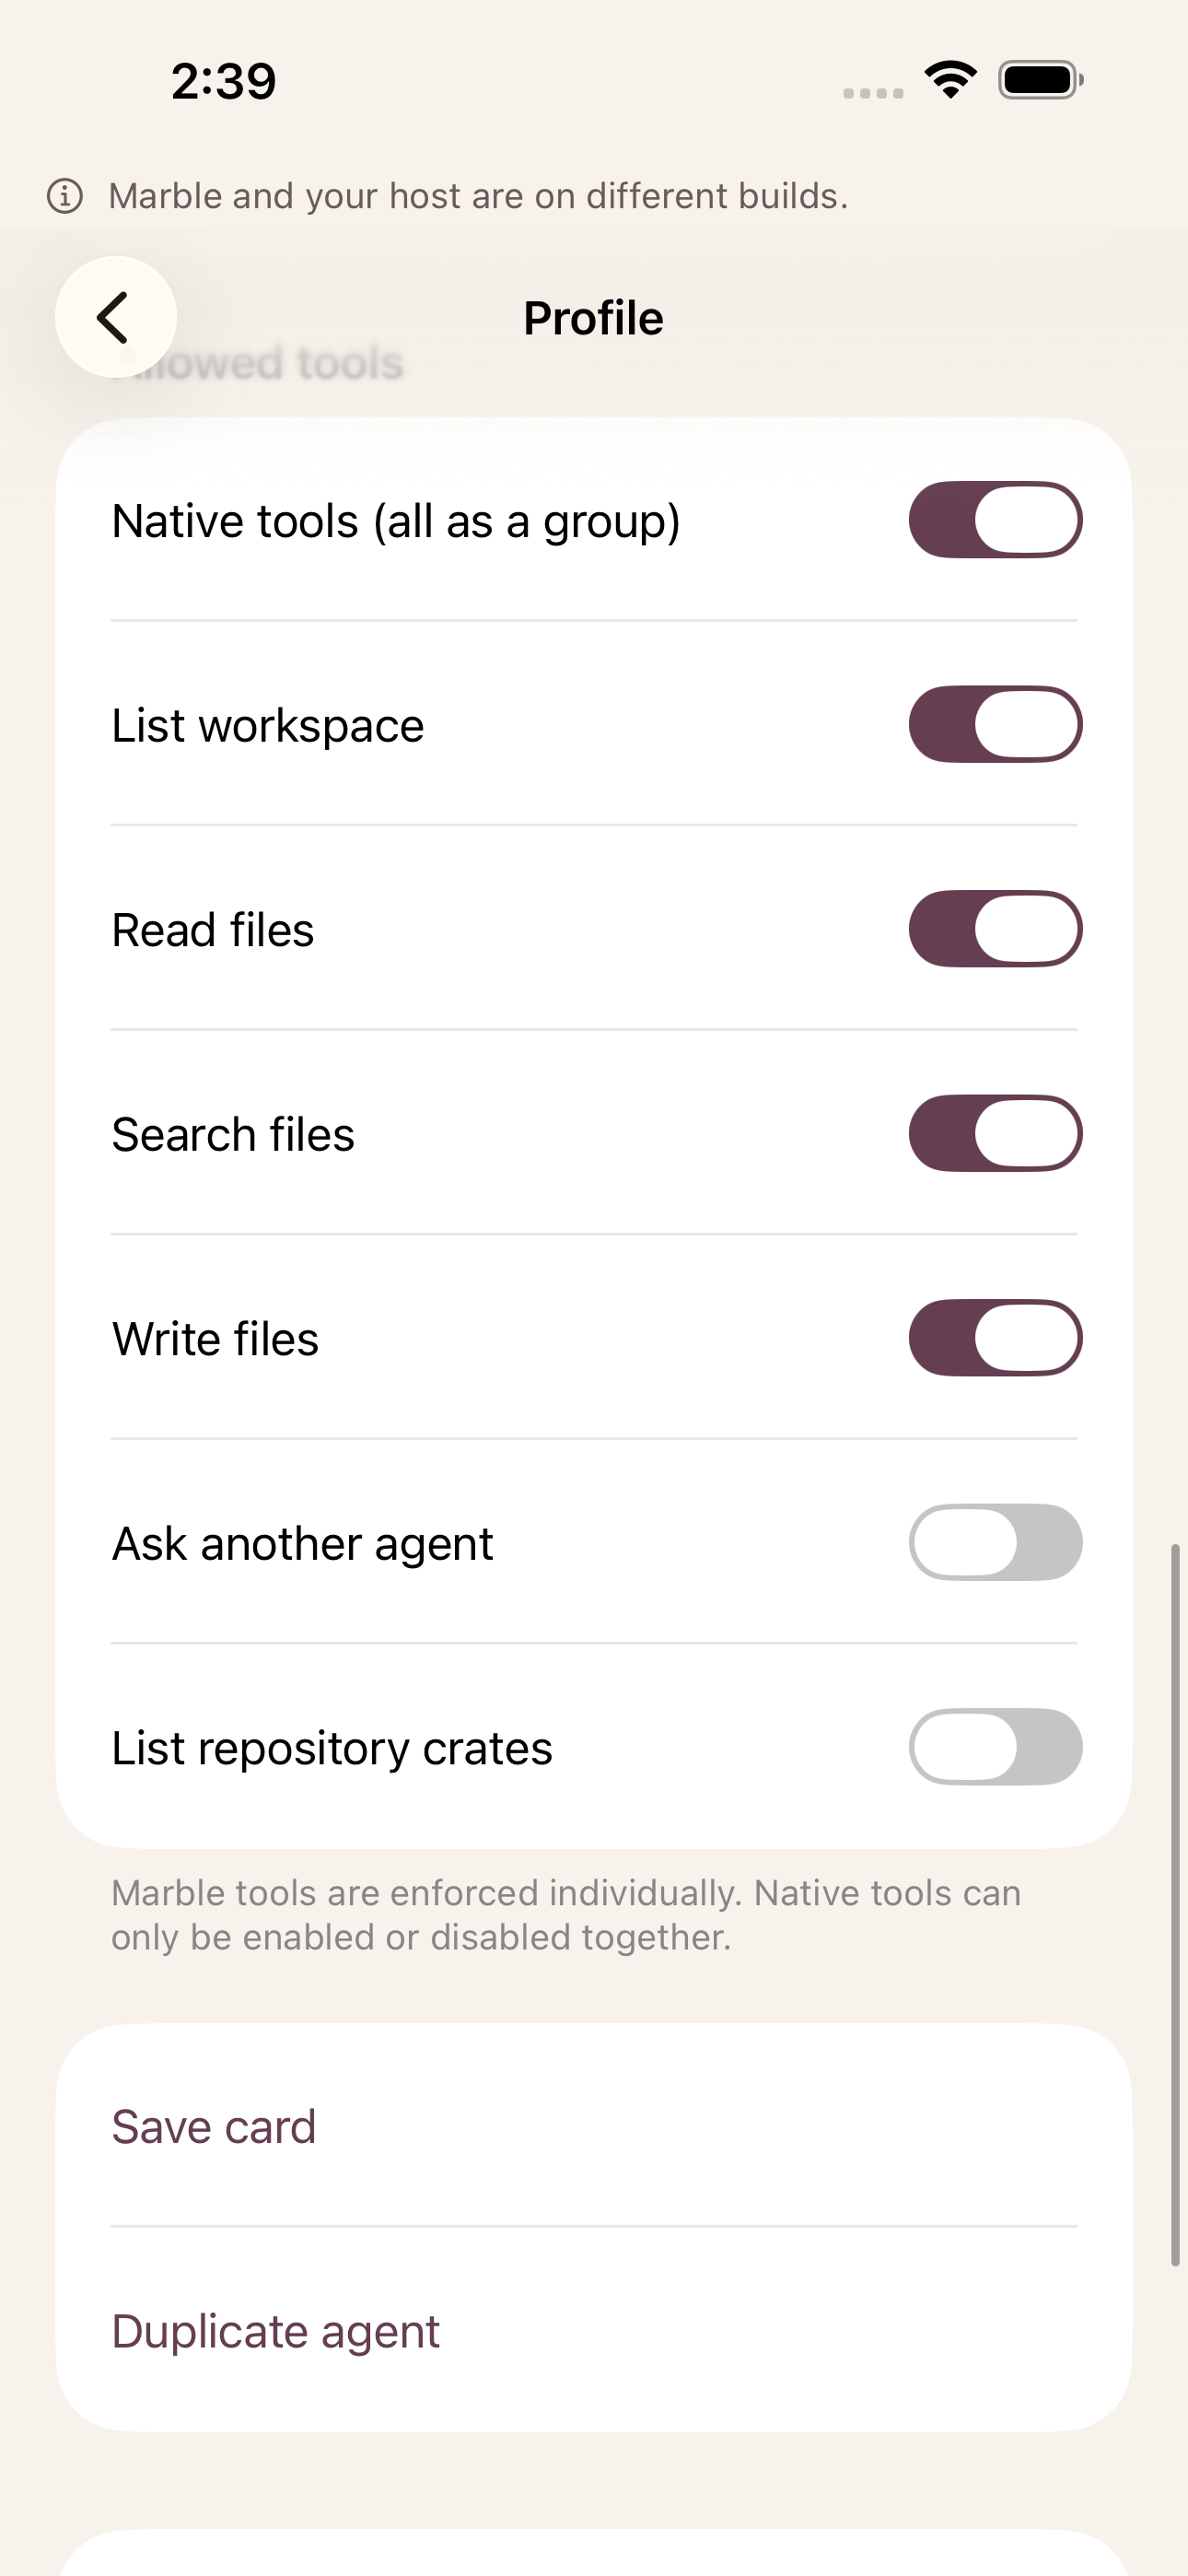 2:39
Marble and your host are on different builds.
Profile
Allowed tools
Native tools (all as a group)
List workspace
Read files
Search files
Write files
Ask another agent
List repository crates
Marble tools are enforced individually. Native tools can
only be enabled or disabled together.
Save card
Duplicate agent